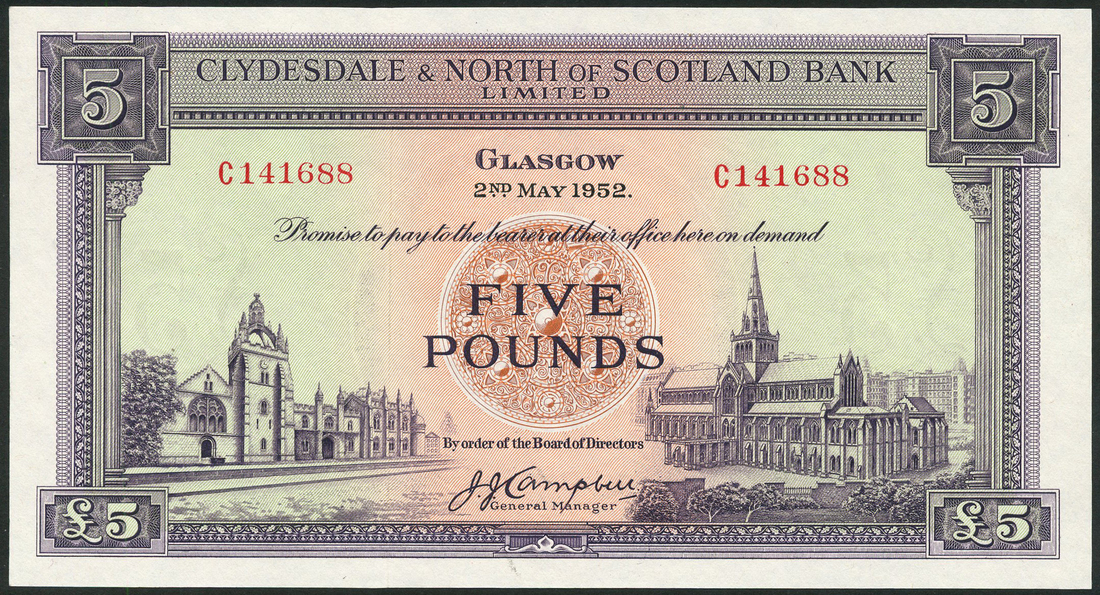 5 CLYDESDALE & NORTH OF SCOTLAND BANK 5
LIMITED
C141688 GLASGOW C141688
2ND MAY 1952.
Promise to pay to the bearer at their office here on demand
FIVE
POUNDS
By order of the Board of Directors
J.J. Campbell
General Manager
£5 £5